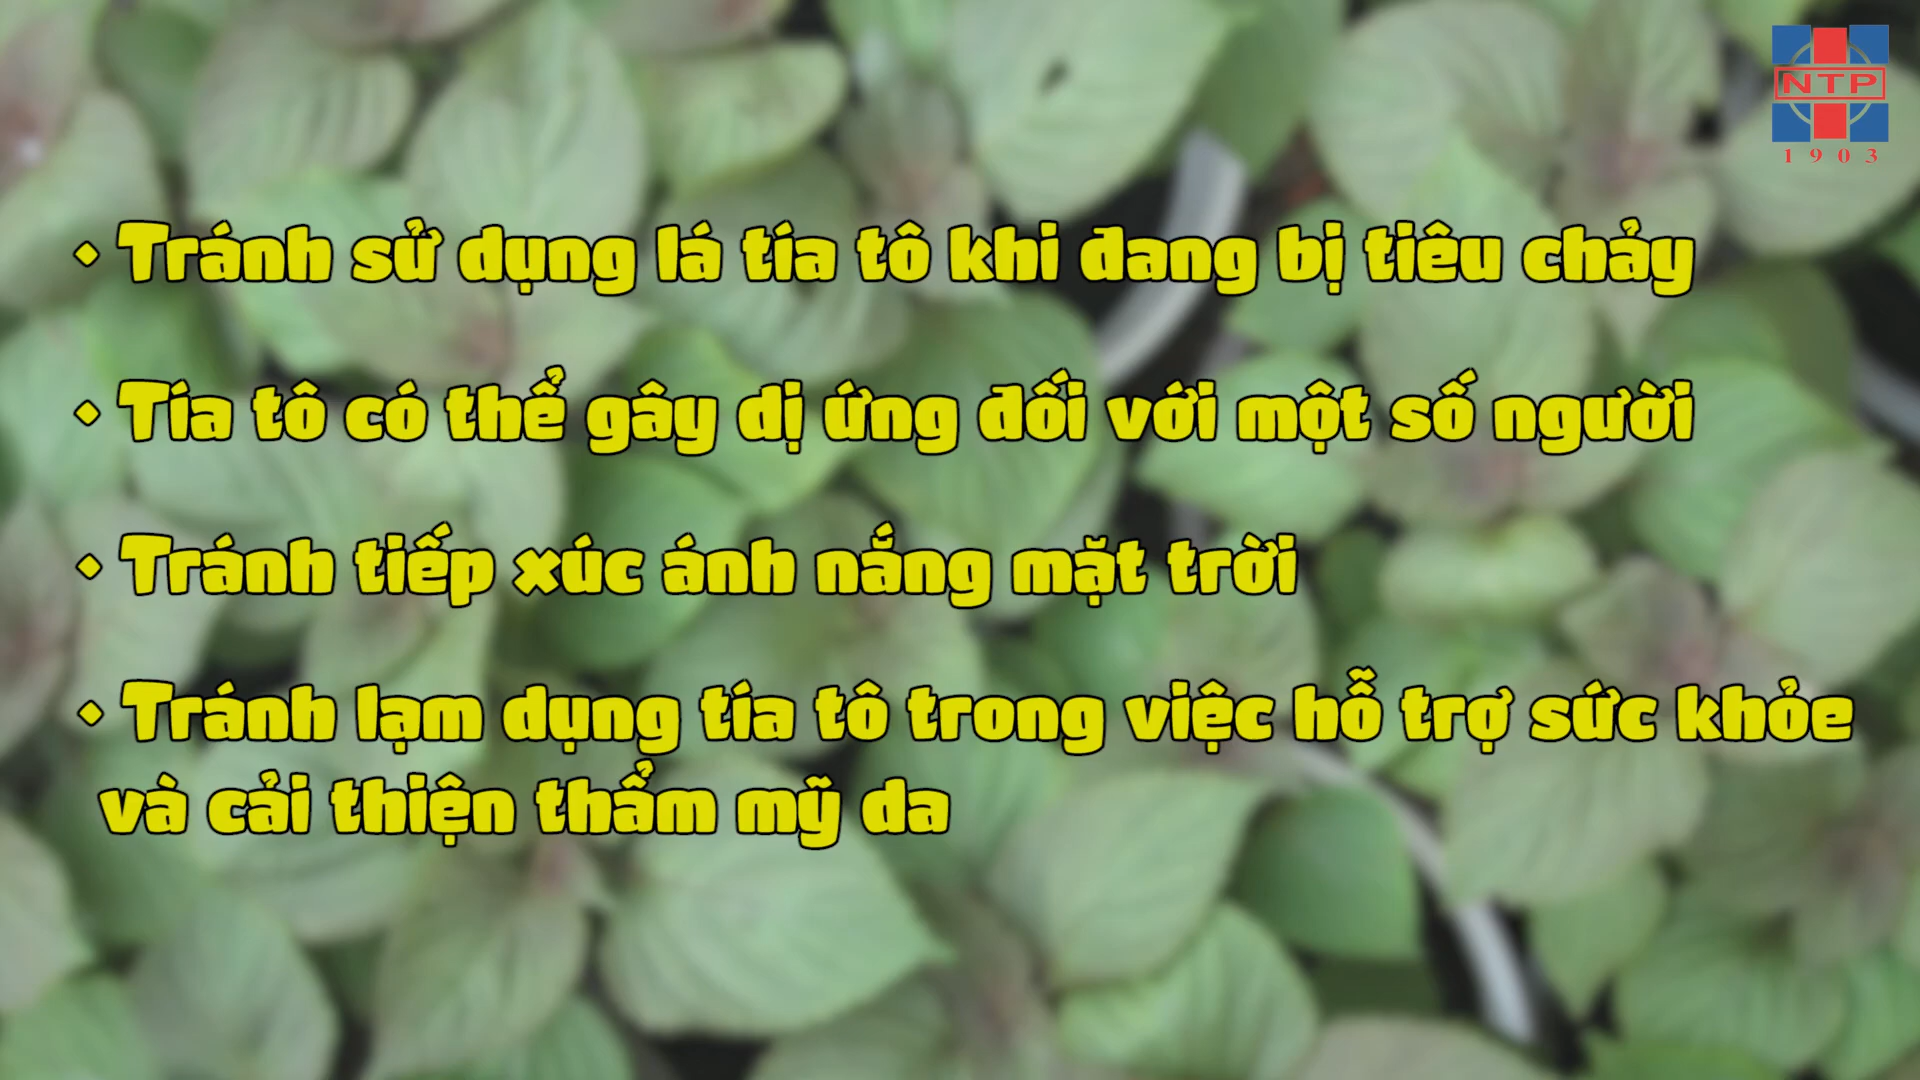 NTP
1903
• Tránh sử dụng lá tía tô khi đang bị tiêu chảy
• Tía tô có thể gây dị ứng đối với một số người
• Tránh tiếp xúc ánh nắng mặt trời
• Tránh lạm dụng tía tô trong việc hỗ trợ sức khỏe
và cải thiện thẩm mỹ da